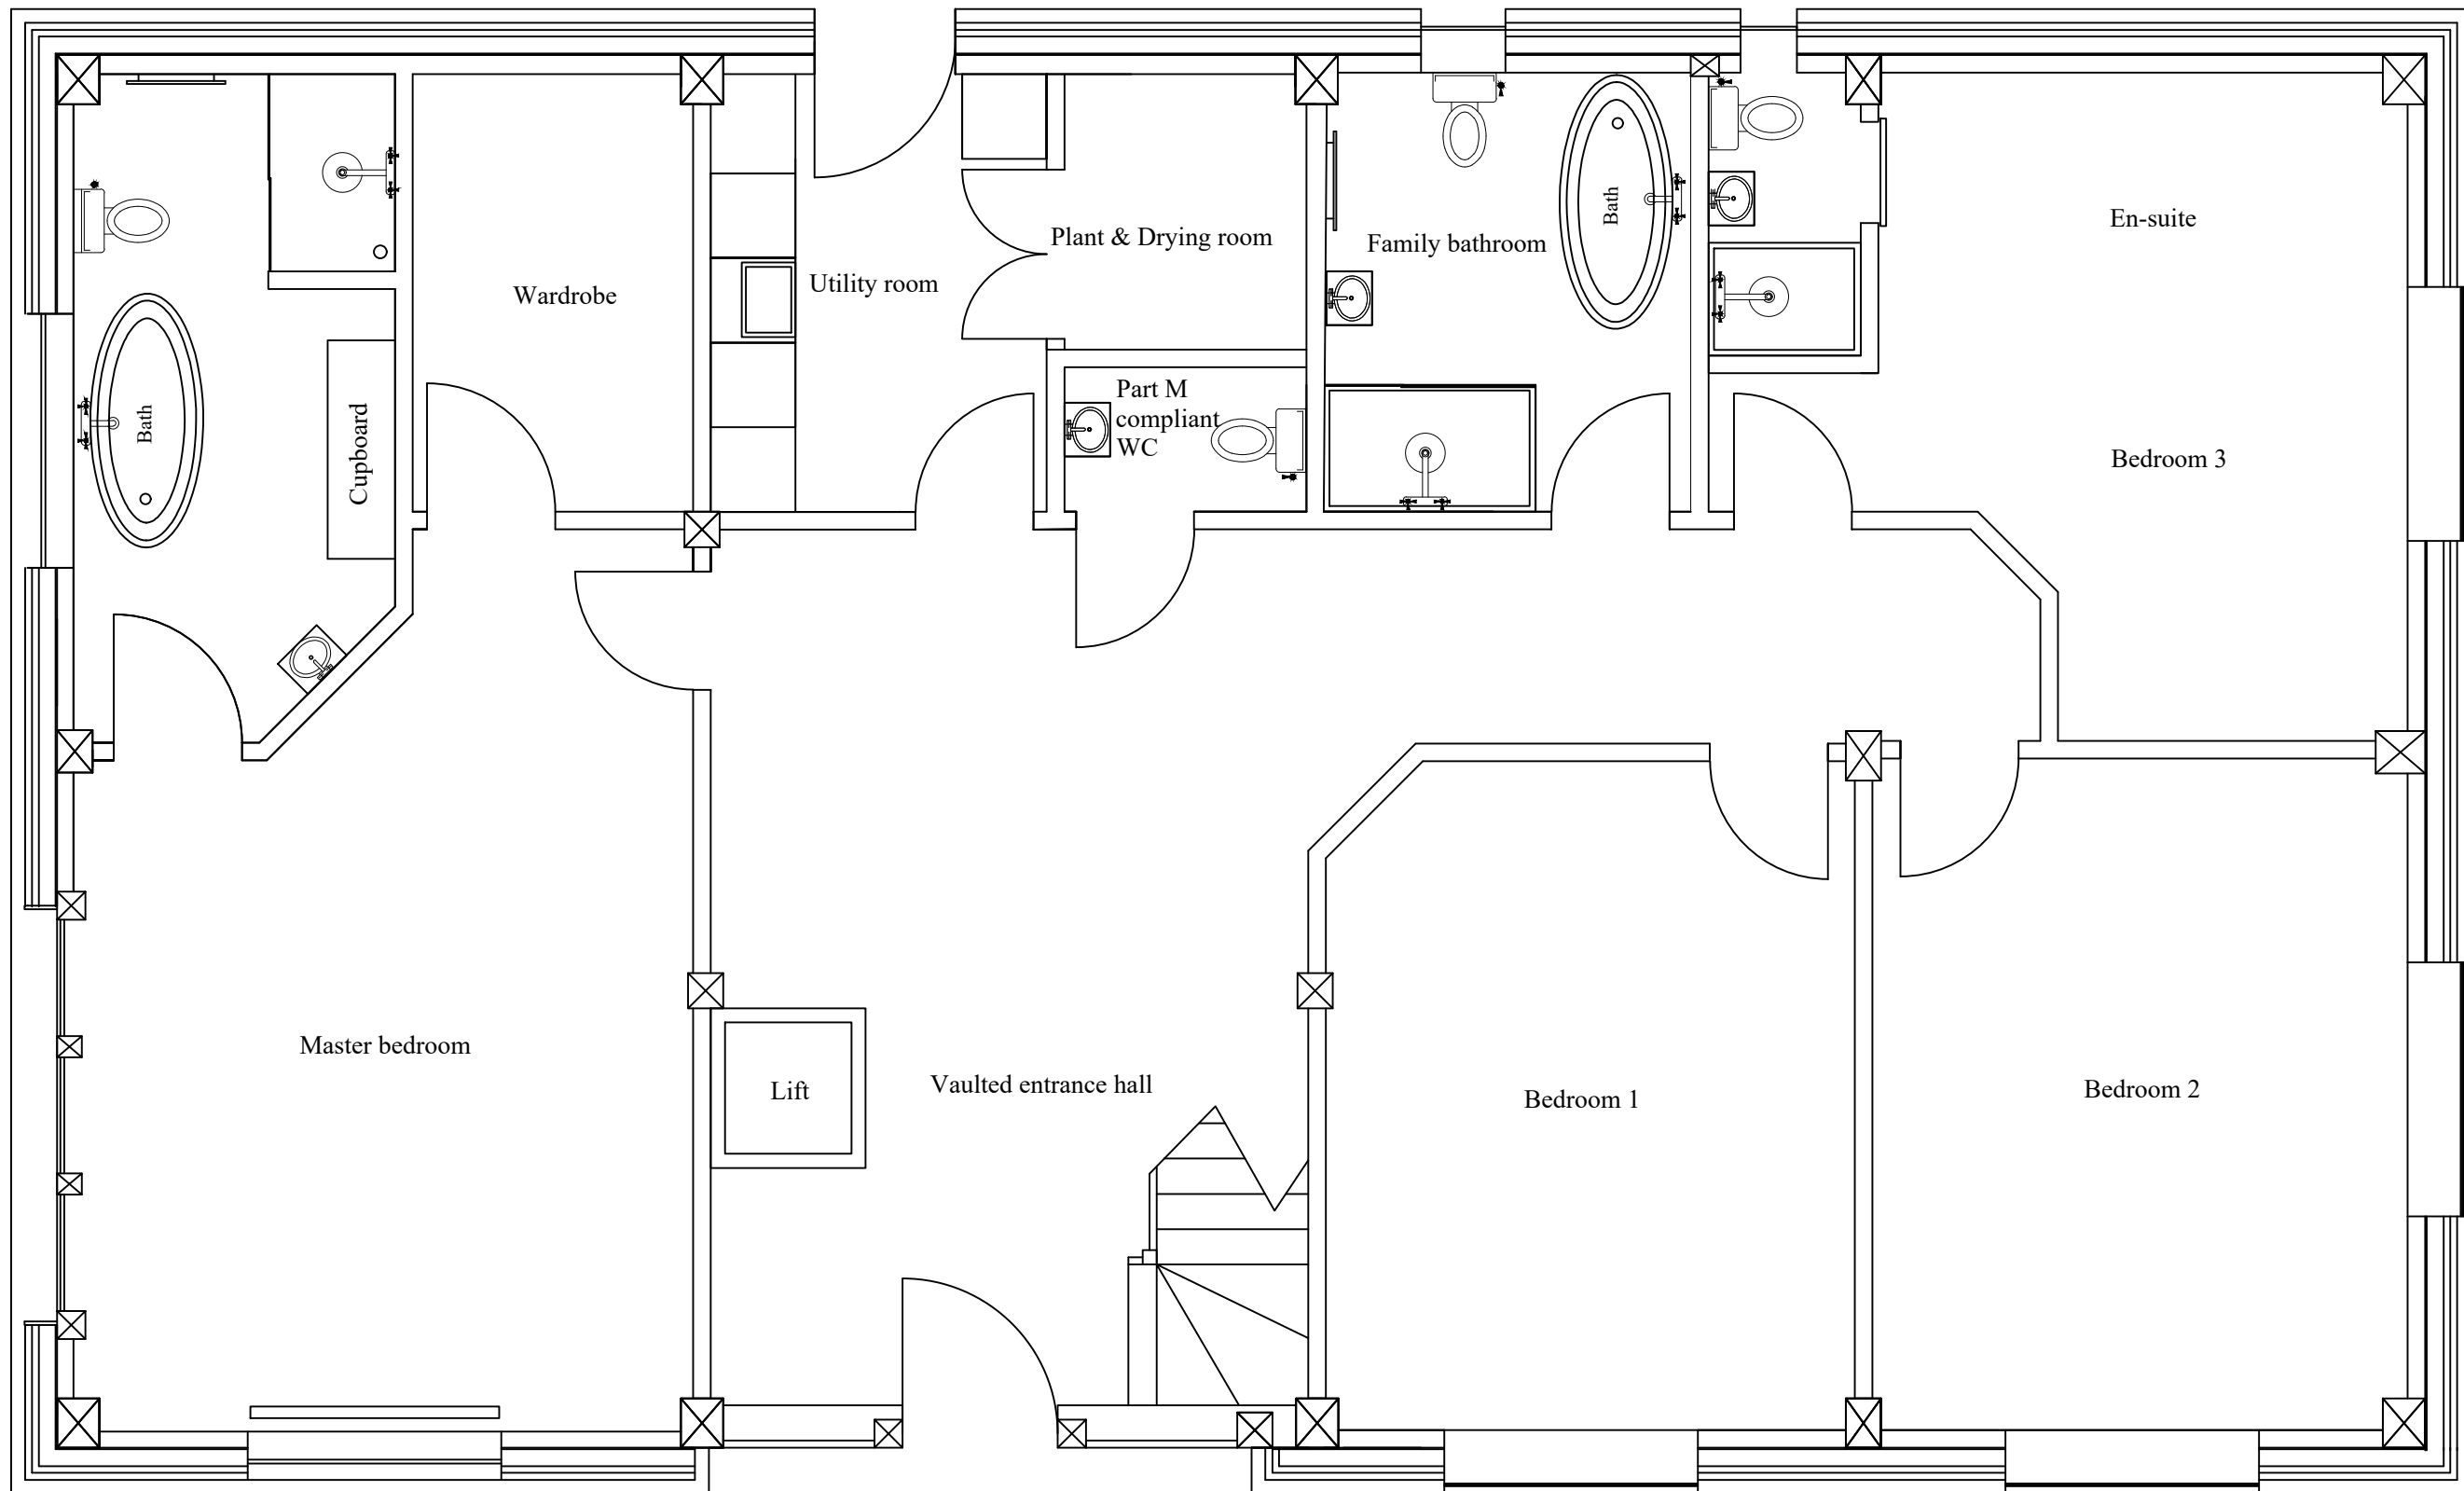 En-suite
Plant & Drying room
Family bathroom
Bath
Utility room
Wardrobe
Part M
compliant
WC
Bath
Cupboard
Bedroom 3
Master bedroom
Lift
Vaulted entrance hall
Bedroom 1
Bedroom 2